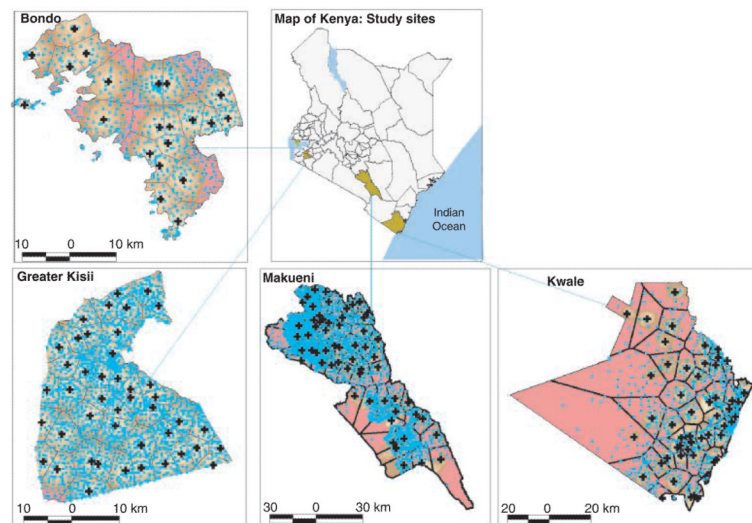 Bondo
Map of Kenya: Study sites
Indian
Ocean
10 0 10 km
Greater Kisii
Makueni
Kwale
10 0 10 km
30 0 30 km
20 0 20 km